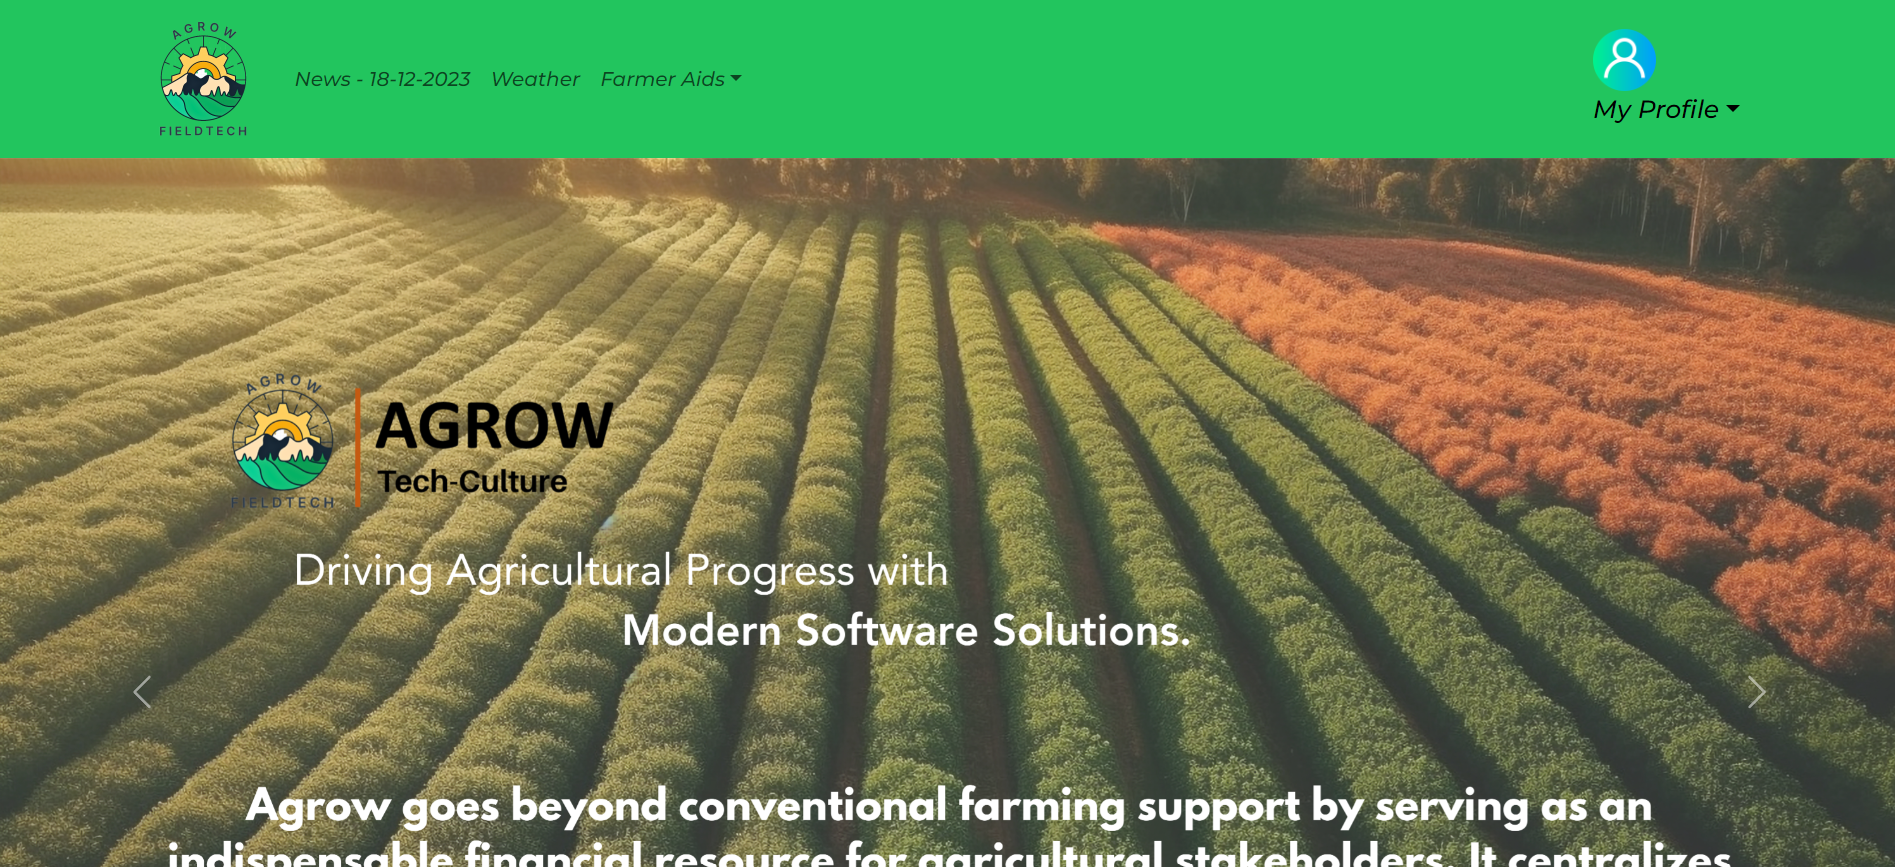 AGROW
FIELDTECH
News - 18-12-2023 Weather Farmer Aids
My Profile
AGROW
FIELDTECH
AGROW
Tech-Culture
Driving Agricultural Progress with
Modern Software Solutions.
Agrow goes beyond conventional farming support by serving as an
indispensable financial resource for agricultural stakeholders. It centralizes